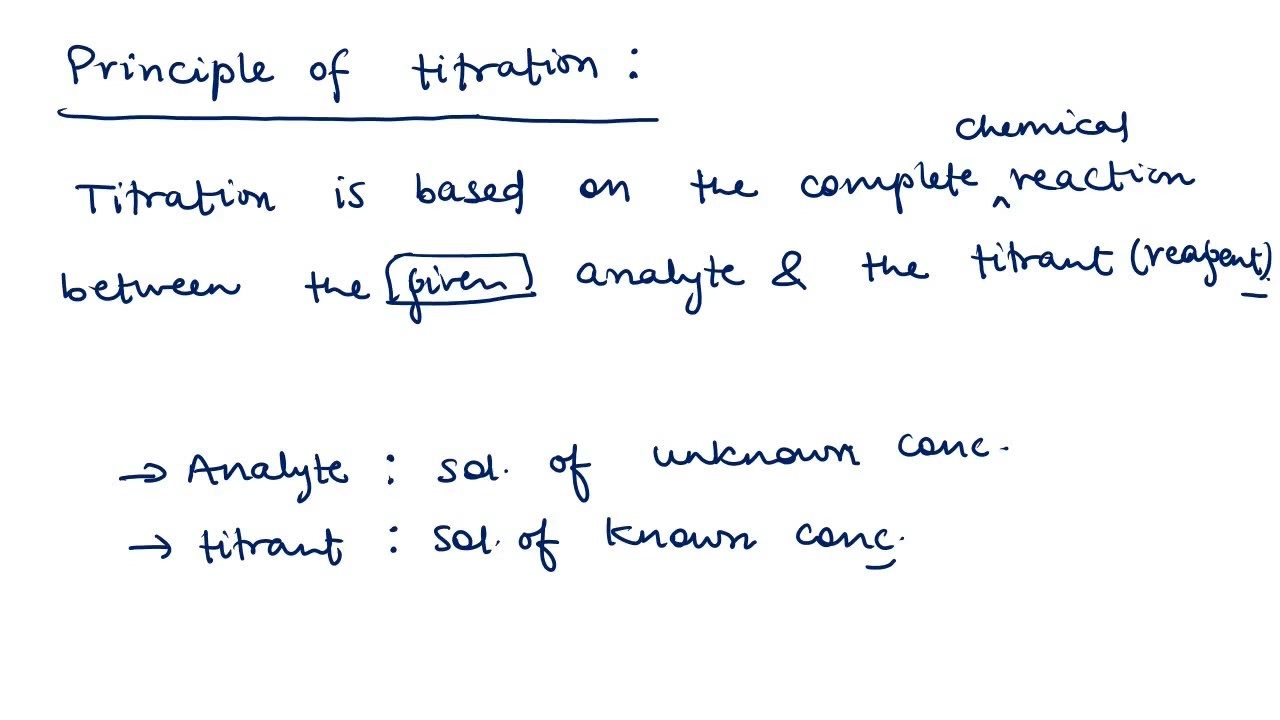 Principle of titration :
Titration is based on the complete ^ chemical reaction
between the given analyte & the titrant (reagent).
→ Analyte : sol. of unknown conc.
→ titrant : sol. of known conc.